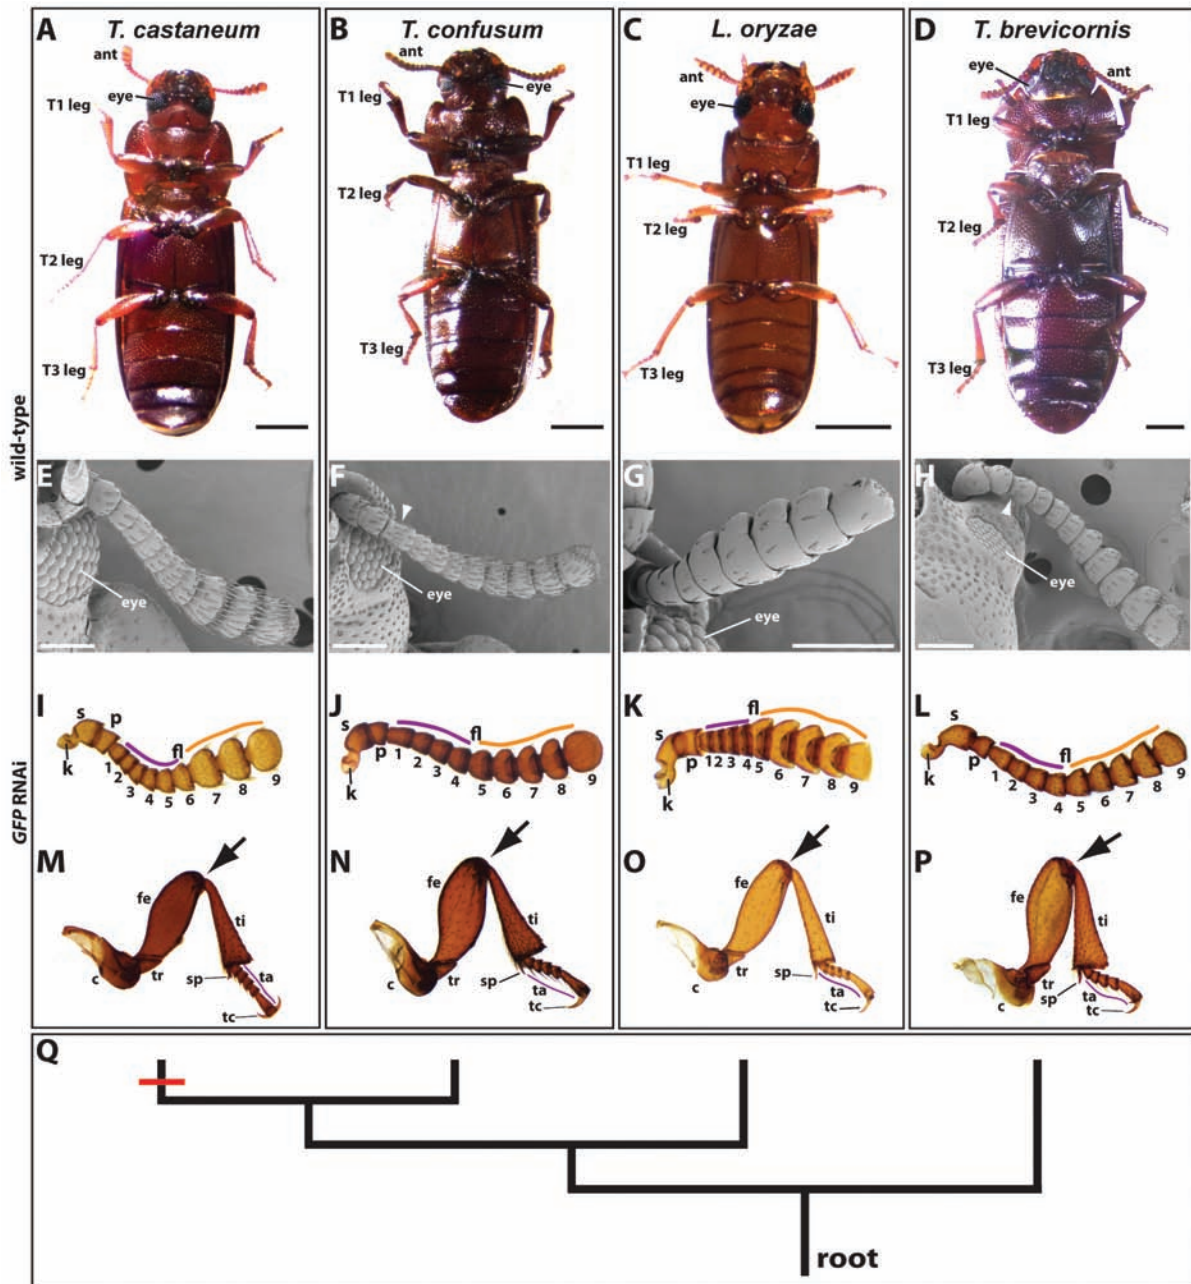 A T. castaneum
B T. confusum
C L. oryzae
D T. brevicornis
ant
eye
T1 leg
T2 leg
T3 leg
ant
eye
T1 leg
T2 leg
T3 leg
ant
eye
T1 leg
T2 leg
T3 leg
eye
ant
T1 leg
T2 leg
T3 leg
wild-type
E
eye
F
eye
G
eye
H
eye
GFP RNAi
I
s
p
fl
k
1 2 3 4 5 6 7 8 9
J
s
p
fl
k
1 2 3 4 5 6 7 8 9
K
s
p
fl
k
1 2 3 4 5 6 7 8 9
L
s
p
fl
k
1 2 3 4 5 6 7 8 9
M
fe
ti
c
tr
sp
ta
tc
N
fe
ti
c
tr
sp
ta
tc
O
fe
ti
c
tr
sp
ta
tc
P
fe
ti
c
tr
sp
ta
tc
Q
root